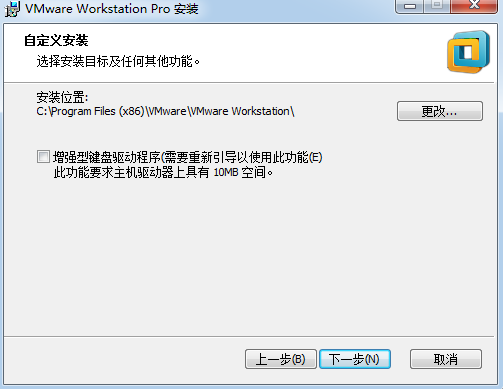 VMware Workstation Pro 安装
自定义安装
选择安装目标及任何其他功能。
安装位置:
C:\Program Files (x86)\VMware\VMware Workstation\
更改...
增强型键盘驱动程序(需要重新引导以使用此功能(E)
此功能要求主机驱动器上具有 10MB 空间。
上一步(B)
下一步(N)
取消